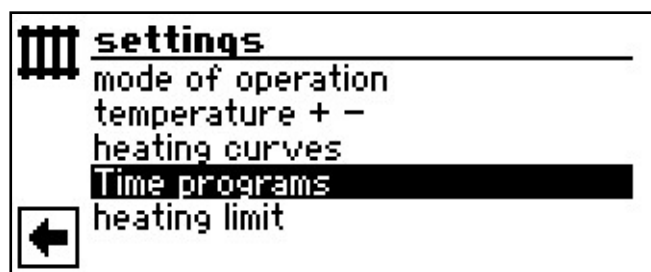 settings
mode of operation
temperature + −
heating curves
Time programs
heating limit